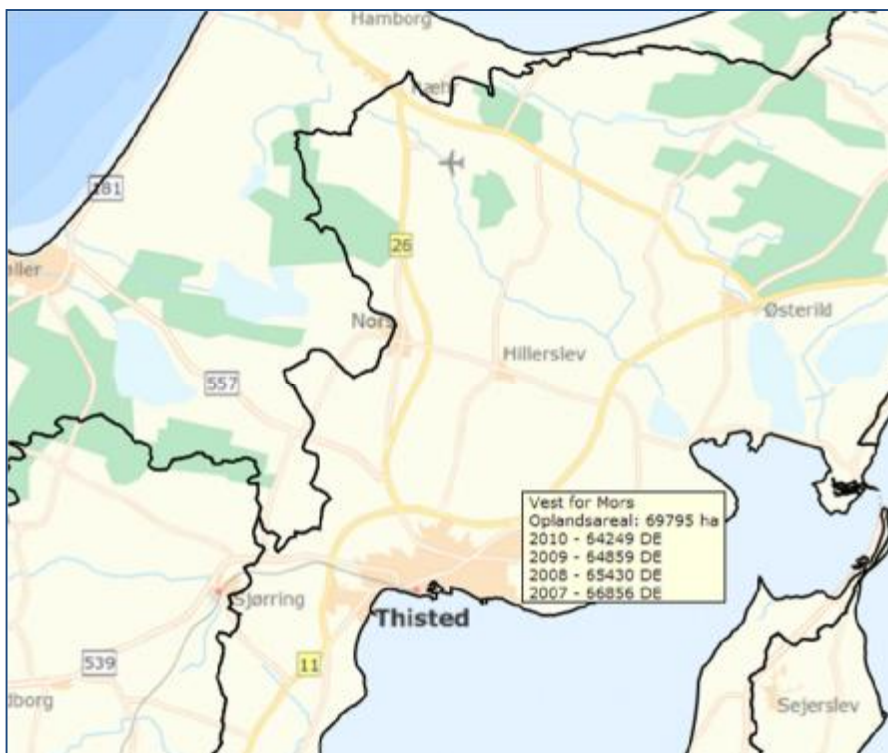 Hamborg
Ræhr
181
26
Nors
557
Hillerslev
Østerild
Vest for Mors
Oplandsareal: 69795 ha
2010 - 64249 DE
2009 - 64859 DE
2008 - 65430 DE
2007 - 66856 DE
Sjørring
Thisted
539
11
Sejerslev